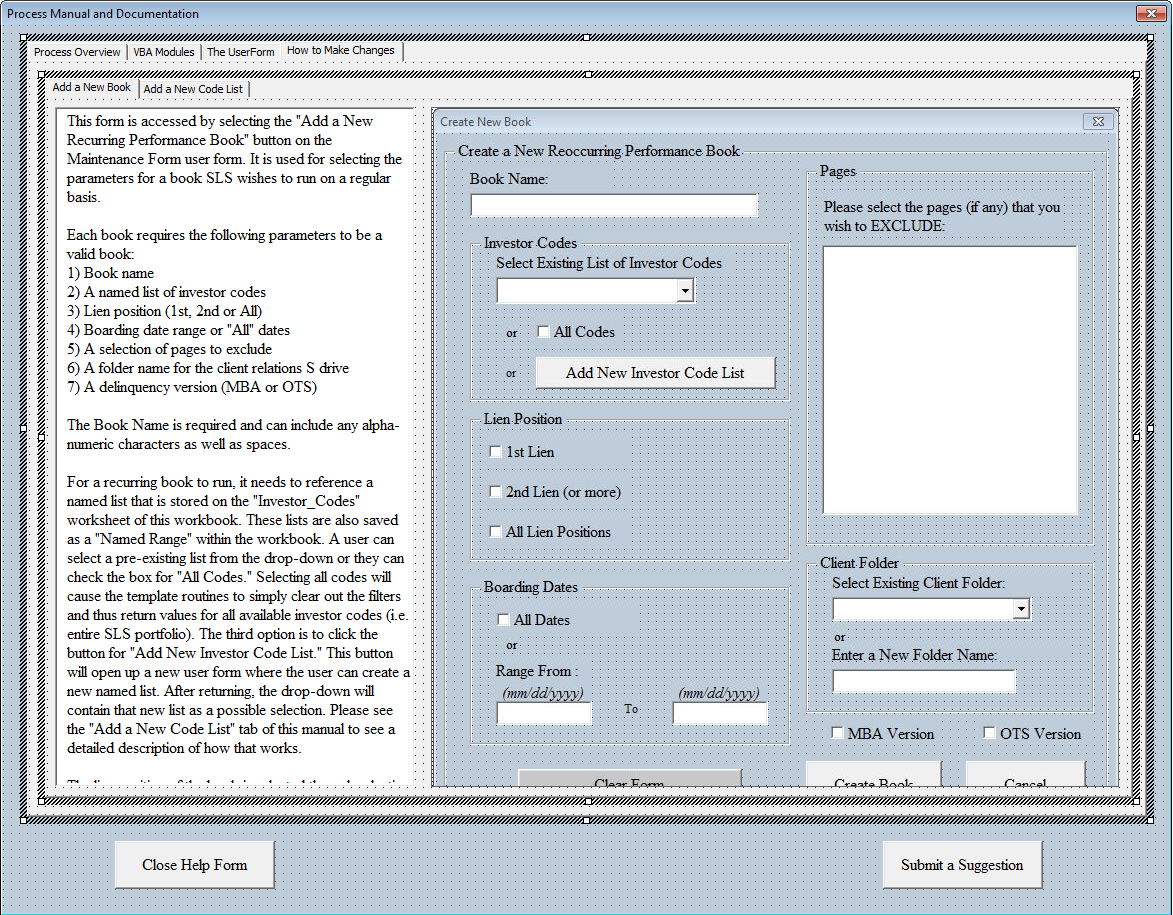 Process Manual and Documentation
Process Overview
VBA Modules
The UserForm
How to Make Changes
Add a New Book
Add a New Code List
This form is accessed by selecting the "Add a New
Recurring Performance Book" button on the
Maintenance Form user form. It is used for selecting the
parameters for a book SLS wishes to run on a regular
basis.
Each book requires the following parameters to be a
valid book:
1) Book name
2) A named list of investor codes
3) Lien position (1st, 2nd or All)
4) Boarding date range or "All" dates
5) A selection of pages to exclude
6) A folder name for the client relations S drive
7) A delinquency version (MBA or OTS)
The Book Name is required and can include any alpha-
numeric characters as well as spaces.
For a recurring book to run, it needs to reference a
named list that is stored on the "Investor_Codes"
worksheet of this workbook. These lists are also saved
as a "Named Range" within the workbook. A user can
select a pre-existing list from the drop-down or they can
check the box for "All Codes." Selecting all codes will
cause the template routines to simply clear out the filters
and thus return values for all available investor codes (i.e.
entire SLS portfolio). The third option is to click the
button for "Add New Investor Code List." This button
will open up a new user form where the user can create a
new named list. After returning, the drop-down will
contain that new list as a possible selection. Please see
the "Add a New Code List" tab of this manual to see a
detailed description of how that works.
Create New Book
Create a New Reoccurring Performance Book
Book Name:
Investor Codes
Select Existing List of Investor Codes
or
All Codes
or
Add New Investor Code List
Lien Position
1st Lien
2nd Lien (or more)
All Lien Positions
Boarding Dates
All Dates
or
Range From :
(mm/dd/yyyy)
To
(mm/dd/yyyy)
Clear Form
Pages
Please select the pages (if any) that you
wish to EXCLUDE:
Client Folder
Select Existing Client Folder:
or
Enter a New Folder Name:
MBA Version
OTS Version
Create Book
Cancel
Close Help Form
Submit a Suggestion